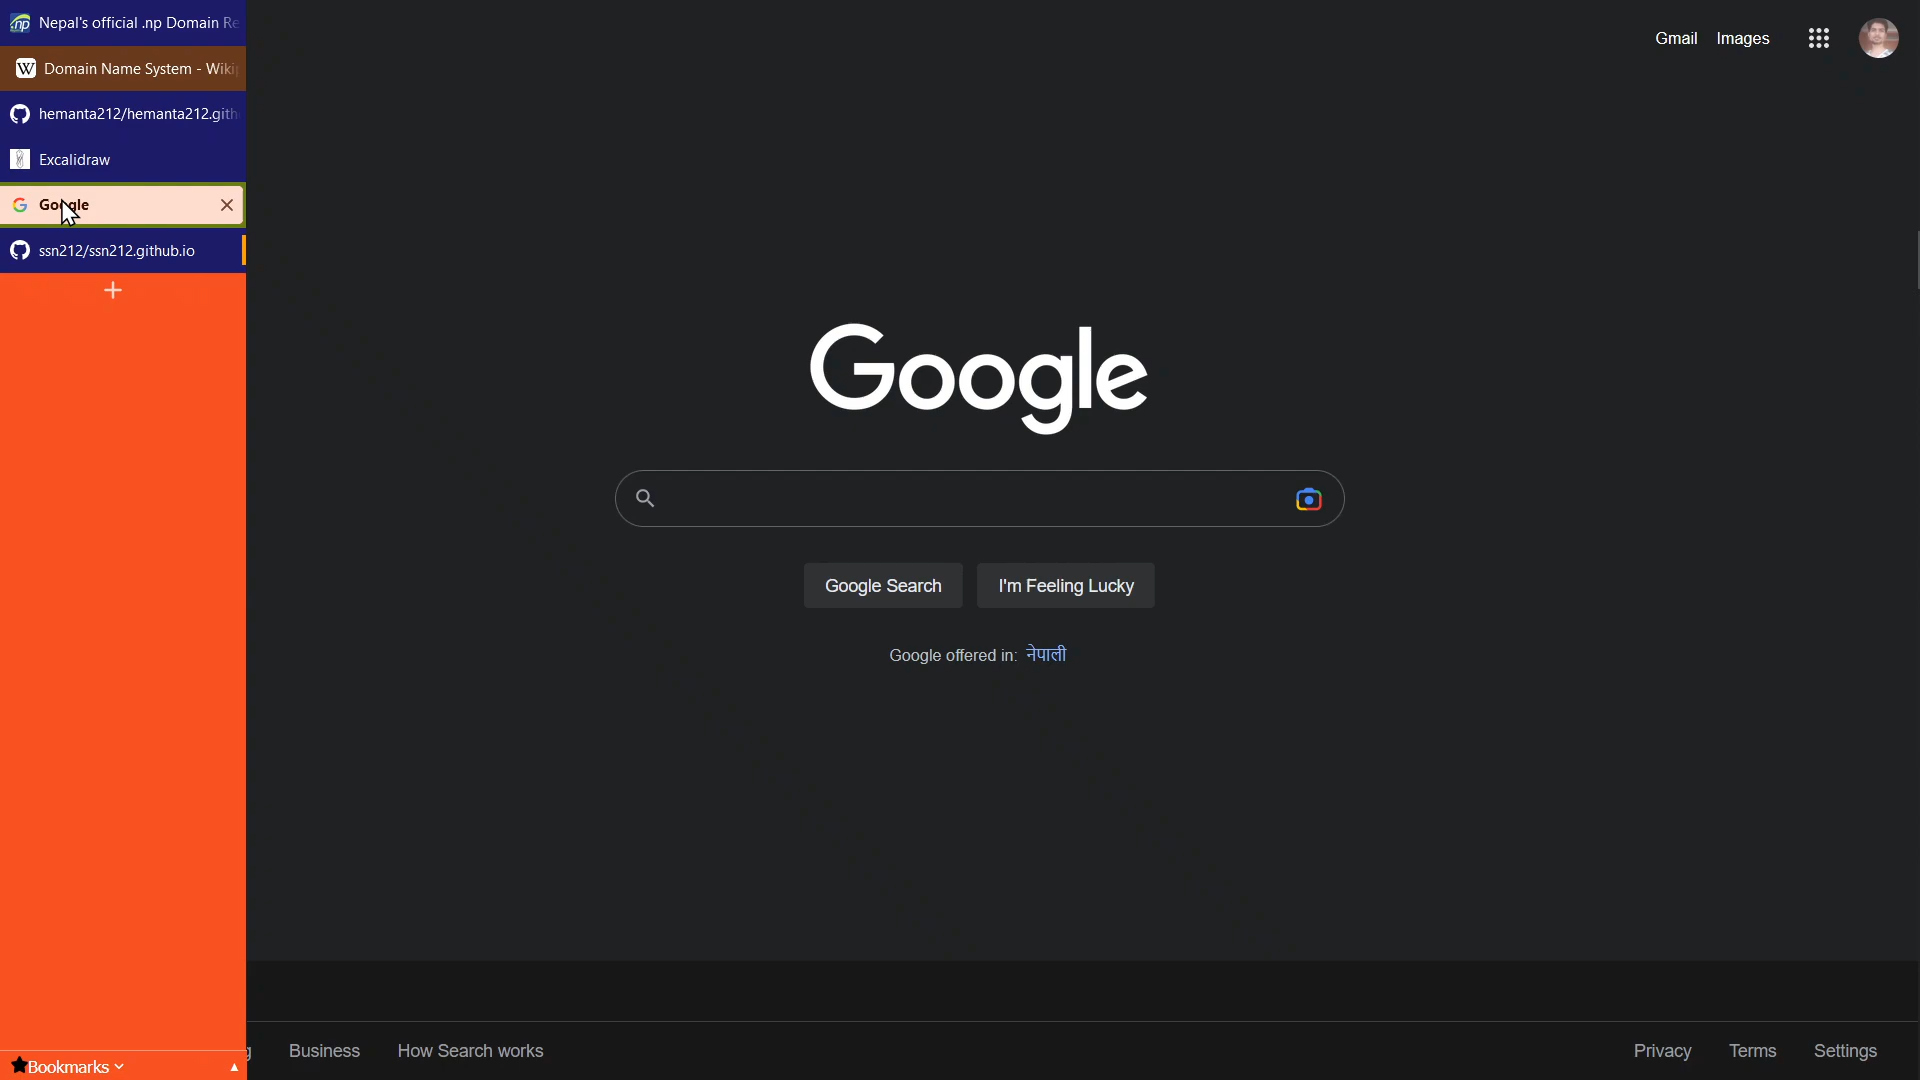 Nepal's official .np Domain Re
Domain Name System - Wiki
hemanta212/hemanta212.gith
Excalidraw
Google
ssn212/ssn212.github.io
Bookmarks
Gmail Images
Google
Google Search I'm Feeling Lucky
Google offered in: नेपाली
Business How Search works
Privacy Terms Settings